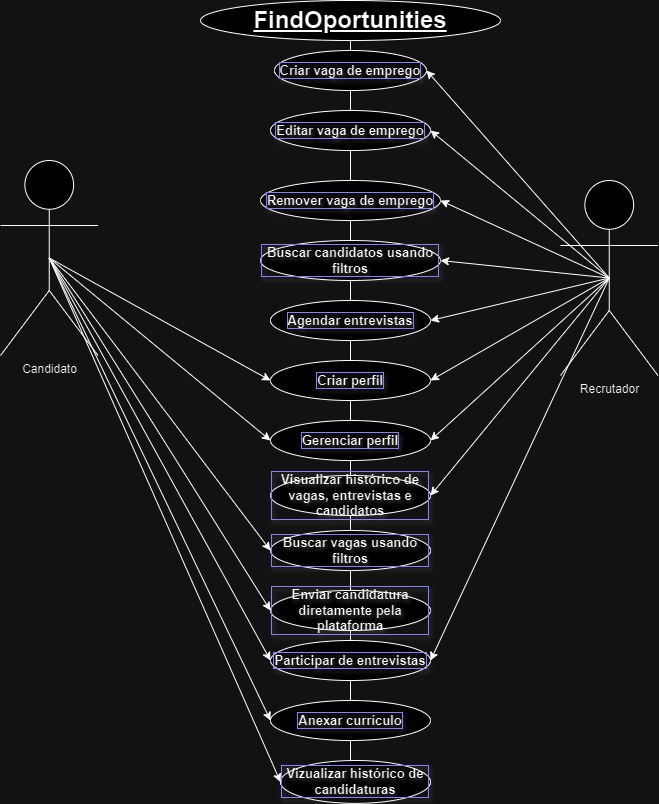 FindOportunities
Criar vaga de emprego
Editar vaga de emprego
Remover vaga de emprego
Buscar candidatos usando
filtros
Agendar entrevistas
Candidato
Criar perfil
Recrutador
Gerenciar perfil
Visualizar histórico de
vagas, entrevistas e
candidatos
Buscar vagas usando
filtros
Enviar candidatura
diretamente pela
plataforma
Participar de entrevistas
Anexar currículo
Vizualizar histórico de
candidaturas